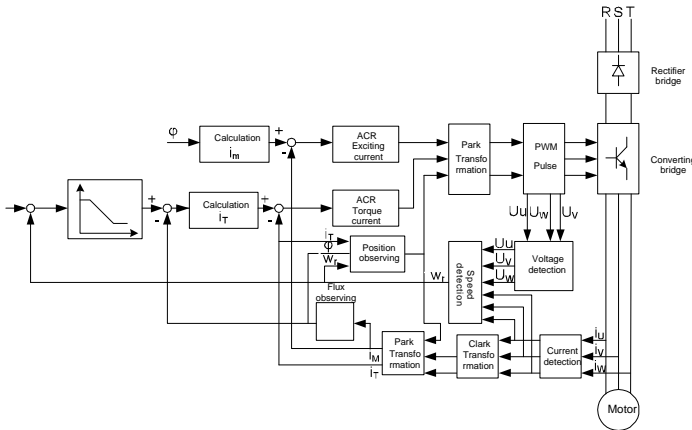 R S T
Rectifier
bridge
φ
Calculation
im
+
-
ACR
Exciting
current
Park
Transfo
rmation
PWM
Pulse
Converting
bridge
+
-
Calculation
iT
+
-
ACR
Torque
current
Uu Uw Uv
iT
φ
wr
Position
observing
wr
Speed
detection
Uu
Uv
Uw
Voltage
detection
Flux
observing
Park
Transfo
rmation
iM
iT
Clark
Transfo
rmation
Current
detection
iu
iv
iw
Motor